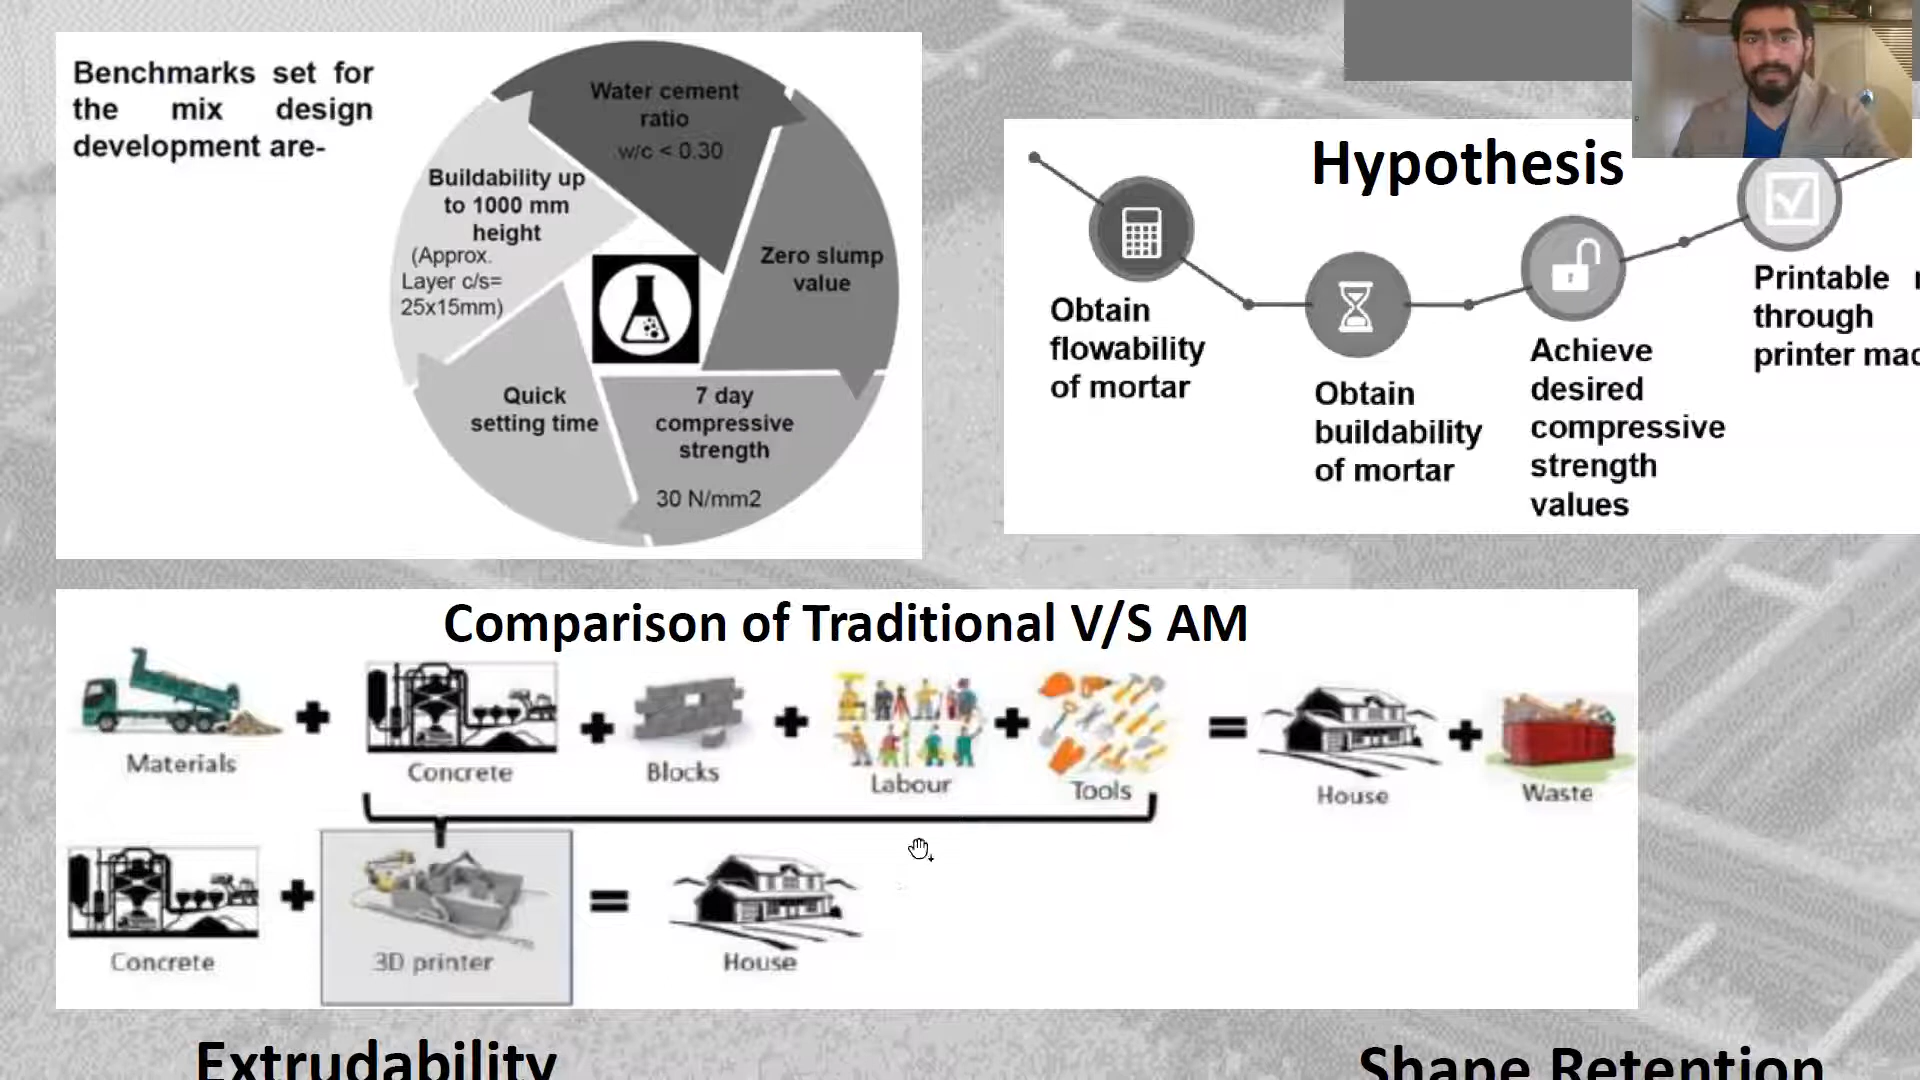 Benchmarks set for
the mix design
development are-
Water cement
ratio
w/c < 0.30
Zero slump
value
7 day
compressive
strength
30 N/mm2
Quick
setting time
Buildability up
to 1000 mm
height
(Approx.
Layer c/s=
25x15mm)
Hypothesis
Obtain
flowability
of mortar
Obtain
buildability
of mortar
Achieve
desired
compressive
strength
values
Printable
through
printer
Comparison of Traditional V/S AM
Materials
Concrete
Blocks
Labour
Tools
House
Waste
Concrete
3D printer
House
Extrudability
Shape Retention